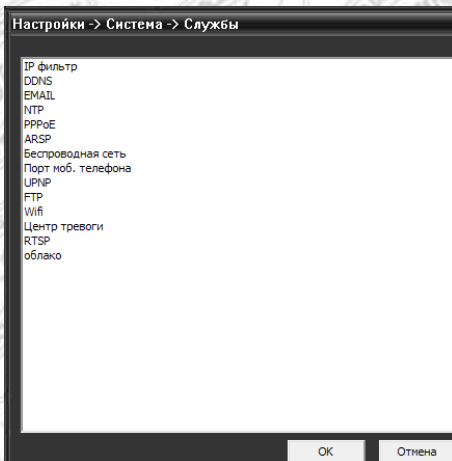 Настройки -> Система -> Службы
IP фильтр
DDNS
EMAIL
NTP
PPPoE
ARSP
Беспроводная сеть
Порт моб. телефона
UPNP
FTP
Wifi
Центр тревоги
RTSP
облако
OK
Отмена